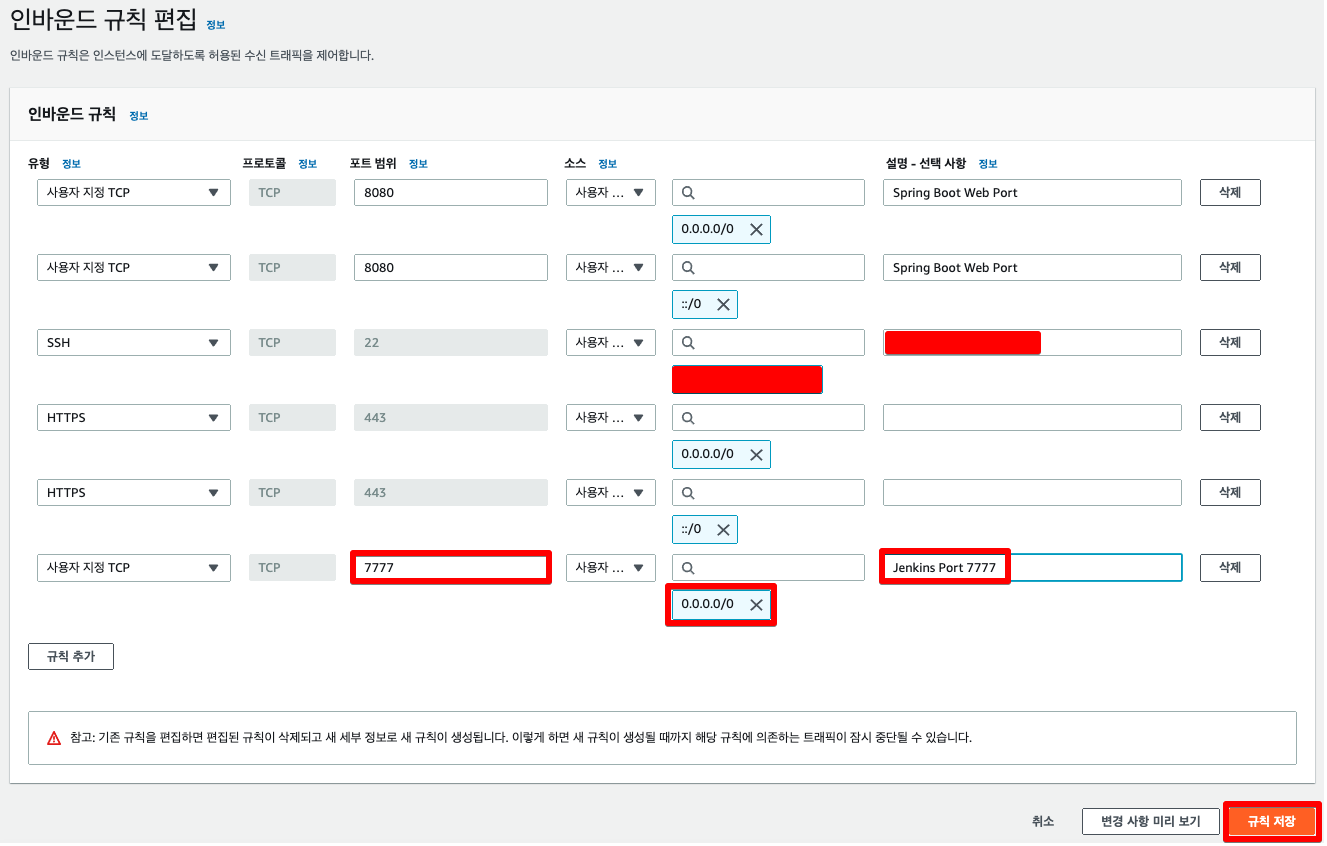 인바운드 규칙 편집 정보
인바운드 규칙은 인스턴스에 도달하도록 허용된 수신 트래픽을 제어합니다.
인바운드 규칙 정보
유형 정보 프로토콜 정보 포트 범위 정보 소스 정보 설명 - 선택 사항 정보
사용자 지정 TCP TCP 8080 사용자 ... Spring Boot Web Port 삭제
0.0.0.0/0
사용자 지정 TCP TCP 8080 사용자 ... Spring Boot Web Port 삭제
::/0
SSH TCP 22 사용자 ... 삭제
HTTPS TCP 443 사용자 ... 삭제
0.0.0.0/0
HTTPS TCP 443 사용자 ... 삭제
::/0
사용자 지정 TCP TCP 7777 사용자 ... Jenkins Port 7777 삭제
0.0.0.0/0
규칙 추가
참고: 기존 규칙을 편집하면 편집된 규칙이 삭제되고 새 세부 정보로 새 규칙이 생성됩니다. 이렇게 하면 새 규칙이 생성될 때까지 해당 규칙에 의존하는 트래픽이 잠시 중단될 수 있습니다.
취소 변경 사항 미리 보기 규칙 저장